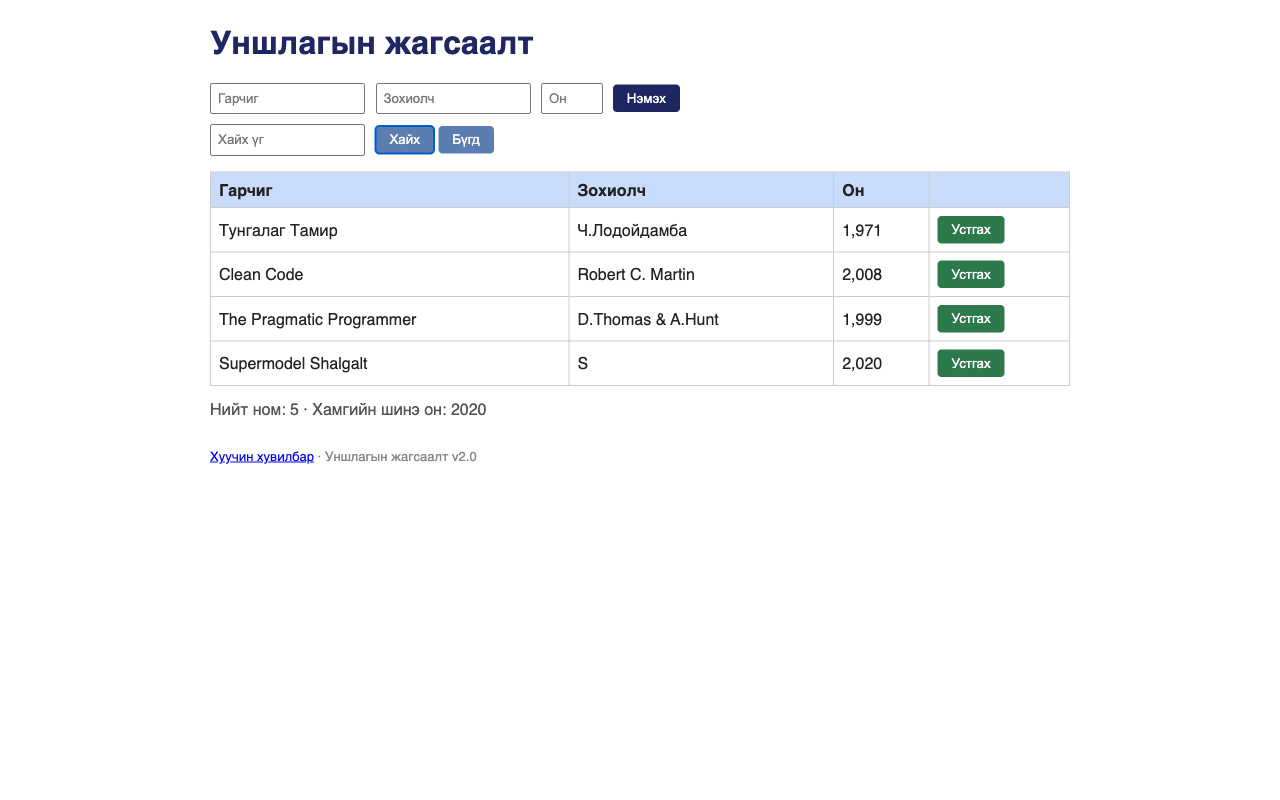 Уншлагын жагсаалт
Гарчиг Зохиолч Он Нэмэх
Хайх үг Хайх Бүгд
Гарчиг Зохиолч Он
Тунгалаг Тамир Ч.Лодойдамба 1,971 Устгах
Clean Code Robert C. Martin 2,008 Устгах
The Pragmatic Programmer D.Thomas & A.Hunt 1,999 Устгах
Supermodel Shalgalt S 2,020 Устгах
Нийт ном: 5 · Хамгийн шинэ он: 2020
Хуучин хувилбар · Уншлагын жагсаалт v2.0